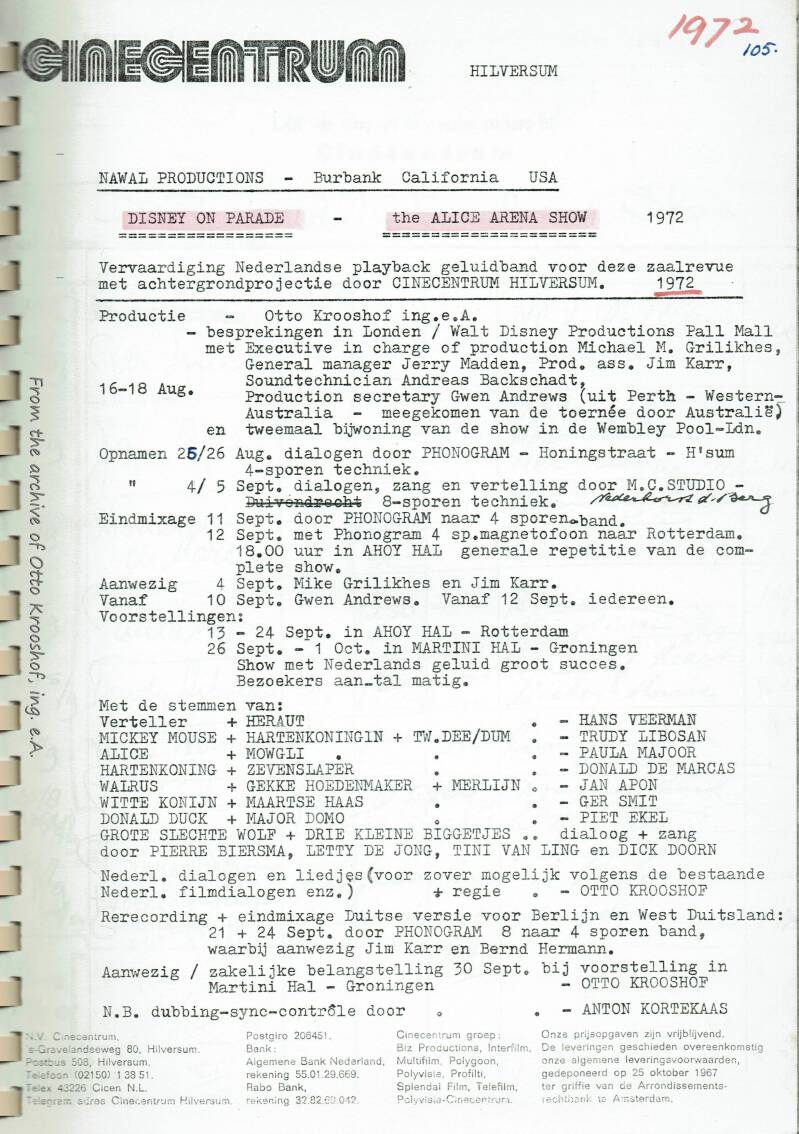 1972
105.
CINECENTRUM HILVERSUM
NAWAL PRODUCTIONS - Burbank California USA
DISNEY ON PARADE - the ALICE ARENA SHOW 1972
Vervaardiging Nederlandse playback geluidband voor deze zaalrevue
met achtergrondprojectie door CINECENTRUM HILVERSUM. 1972
Productie - Otto Krooshof ing.e.A.
- besprekingen in Londen / Walt Disney Productions Pall Mall
met Executive in charge of production Michael M. Grilikhes,
General manager Jerry Madden, Prod. ass. Jim Karr,
16-18 Aug. Soundtechnician Andreas Backschadt,
Production secretary Gwen Andrews (uit Perth - Western-
Australia - meegekomen van de toernée door Australië)
en tweemaal bijwoning van de show in de Wembley Pool-Ldn.
Opnamen 25/26 Aug. dialogen door PHONOGRAM - Honingstraat - H'sum
4-sporen techniek.
" 4/ 5 Sept. dialogen, zang en vertelling door M.C.STUDIO -
Duivendrecht 8-sporen techniek. Nederhorst d. Berg
Eindmixage 11 Sept. door PHONOGRAM naar 4 sporen band.
12 Sept. met Phonogram 4 sp.magnetofoon naar Rotterdam.
18.00 uur in AHOY HAL generale repetitie van de com-
plete show.
Aanwezig 4 Sept. Mike Grilikhes en Jim Karr.
Vanaf 10 Sept. Gwen Andrews. Vanaf 12 Sept. iedereen.
Voorstellingen:
13 - 24 Sept. in AHOY HAL - Rotterdam
26 Sept. - 1 Oct. in MARTINI HAL - Groningen
Show met Nederlands geluid groot succes.
Bezoekers aan-tal matig.
Met de stemmen van:
Verteller + HERAUT . - HANS VEERMAN
MICKEY MOUSE + HARTENKONINGIN + TW.DEE/DUM . - TRUDY LIBOSAN
ALICE + MOWGLI . . . - PAULA MAJOOR
HARTENKONING + ZEVENSLAPER . . - DONALD DE MARCAS
WALRUS + GEKKE HOEDENMAKER + MERLIJN . - JAN APON
WITTE KONIJN + MAARTSE HAAS . . - GER SMIT
DONALD DUCK + MAJOR DOMO . . - PIET EKEL
GROTE SLECHTE WOLF + DRIE KLEINE BIGGETJES .. dialoog + zang
door PIERRE BIERSMA, LETTY DE JONG, TINI VAN LING en DICK DOORN
Nederl. dialogen en liedjes (voor zover mogelijk volgens de bestaande
Nederl. filmdialogen enz.) + regie . - OTTO KROOSHOF
Rerecording + eindmixage Duitse versie voor Berlijn en West Duitsland:
21 + 24 Sept. door PHONOGRAM 8 naar 4 sporen band,
waarbij aanwezig Jim Karr en Bernd Hermann.
Aanwezig / zakelijke belangstelling 30 Sept. bij voorstelling in
Martini Hal - Groningen - OTTO KROOSHOF
N.B. dubbing-sync-contrôle door . . - ANTON KORTEKAAS
From the archive of Otto Krooshof, ing. e.A.
N.V. Cinecentrum,
's-Gravelandseweg 80, Hilversum.
Postbus 508, Hilversum.
Telefoon (02150) 1 38 51.
Telex 43226 Cicen N.L.
Telegram adres Cinecentrum Hilversum.
Postgiro 206451.
Bank:
Algemene Bank Nederland,
rekening 55.01.29.669.
Rabo Bank,
rekening 32.82.60.042.
Cinecentrum groep:
Biz Productions, Interfilm,
Multifilm, Polygoon,
Polyvisie, Profilti,
Splendal Film, Telefilm,
Polyvisia-Cinecentrum.
Onze prijsopgaven zijn vrijblijvend.
De leveringen geschieden overeenkomstig
onze algemene leveringsvoorwaarden,
gedeponeerd op 25 oktober 1967
ter griffie van de Arrondissements-
rechtbank te Amsterdam.